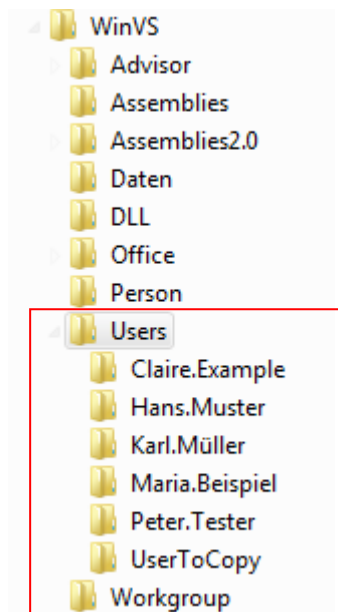 WinVS
Advisor
Assemblies
Assemblies2.0
Daten
DLL
Office
Person
Users
Claire.Example
Hans.Muster
Karl.Müller
Maria.Beispiel
Peter.Tester
UserToCopy
Workgroup